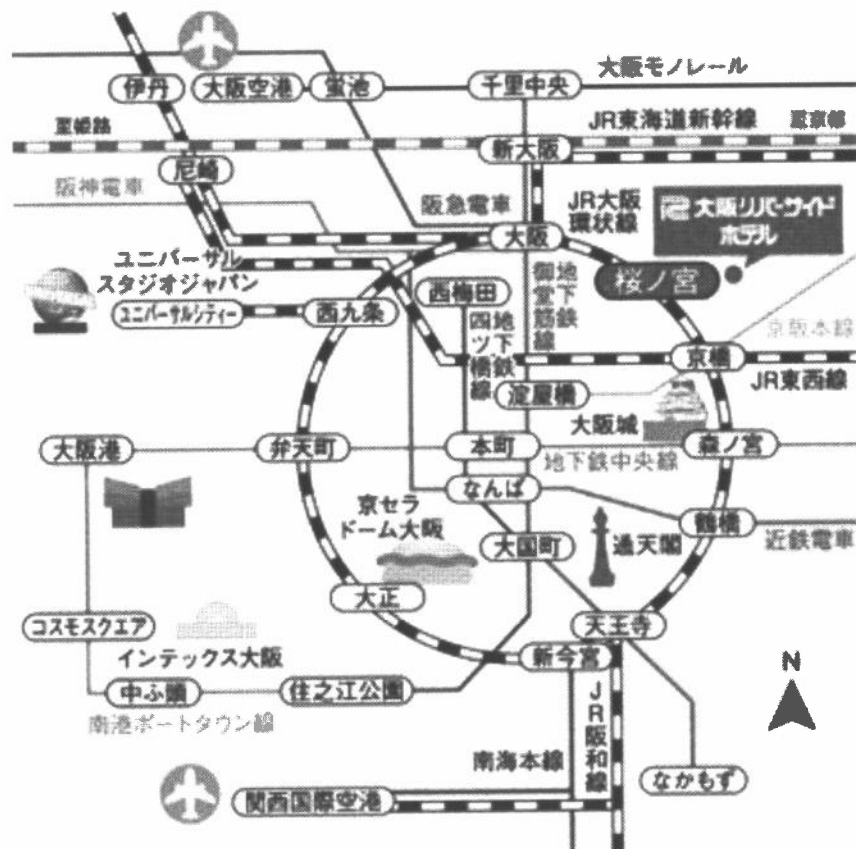 大阪モノレール
伊丹
大阪空港
蛍池
千里中央
至姫路
JR東海道新幹線
至京都
新大阪
尼崎
阪神電車
阪急電車
JR大阪
環状線
大阪リバーサイド
ホテル
大阪
桜ノ宮
ユニバーサル
スタジオジャパン
ユニバーサルシティー
西九条
西梅田
地下鉄
御堂筋線
地下鉄
四ツ橋線
京阪本線
京橋
JR東西線
淀屋橋
大阪城
大阪港
弁天町
本町
森ノ宮
地下鉄中央線
なんば
京セラ
ドーム大阪
鶴橋
近鉄電車
大国町
通天閣
大正
コスモスクエア
天王寺
インテックス大阪
新今宮
N
中ふ頭
住之江公園
南港ポートタウン線
JR阪和線
南海本線
なかもず
関西国際空港